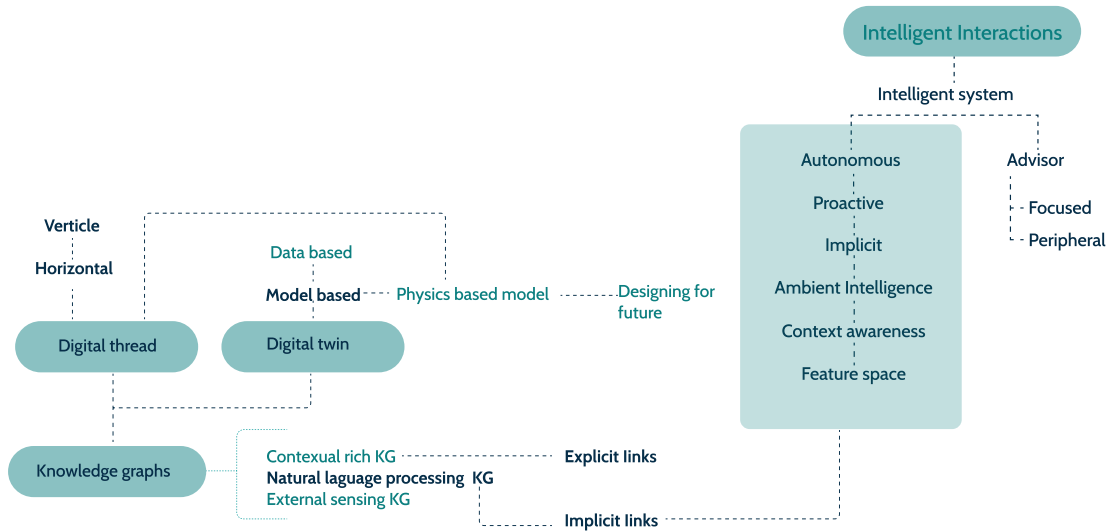 Intelligent Interactions
Intelligent system
Autonomous
Advisor
Proactive
Focused
Verticle
Implicit
Peripheral
Data based
Horizontal
Ambient Intelligence
Model based
Physics based model
Designing for
future
Context awareness
Digital thread
Digital twin
Feature space
Contexual rich KG
Explicit links
Knowledge graphs
Natural laguage processing KG
External sensing KG
Implicit links